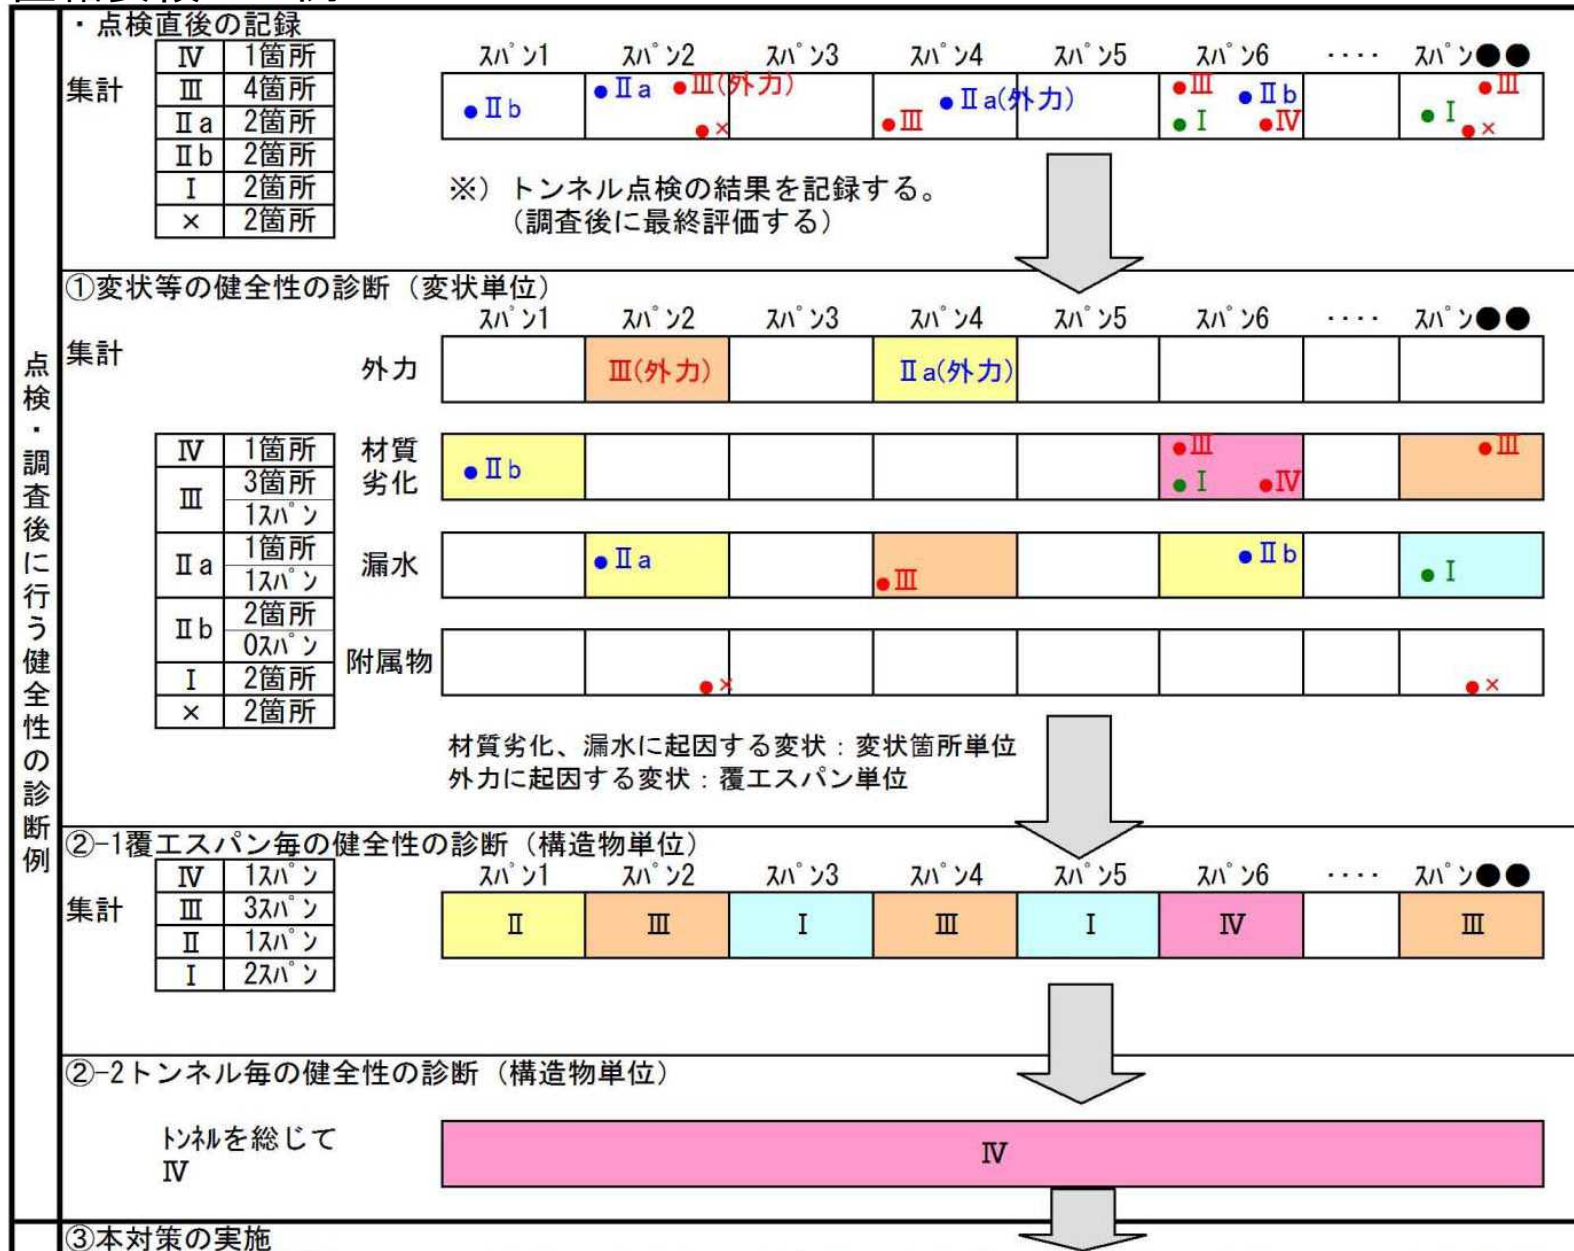 ・点検直後の記録
集計
Ⅳ 1箇所
Ⅲ 4箇所
Ⅱa 2箇所
Ⅱb 2箇所
Ⅰ 2箇所
× 2箇所
ｽﾊﾟﾝ1 ｽﾊﾟﾝ2 ｽﾊﾟﾝ3 ｽﾊﾟﾝ4 ｽﾊﾟﾝ5 ｽﾊﾟﾝ6 ‥‥ ｽﾊﾟﾝ●●
●Ⅱb
●Ⅱa ●Ⅲ(外力)
●×
●Ⅱa(外力)
●Ⅲ
●Ⅲ ●Ⅱb
●Ⅰ ●Ⅳ
●Ⅲ
●Ⅰ ●×
※）トンネル点検の結果を記録する。
（調査後に最終評価する）
点検・調査後に行う健全性の診断例
①変状等の健全性の診断（変状単位）
ｽﾊﾟﾝ1 ｽﾊﾟﾝ2 ｽﾊﾟﾝ3 ｽﾊﾟﾝ4 ｽﾊﾟﾝ5 ｽﾊﾟﾝ6 ‥‥ ｽﾊﾟﾝ●●
集計
Ⅳ 1箇所
Ⅲ 3箇所
1ｽﾊﾟﾝ
Ⅱa 1箇所
1ｽﾊﾟﾝ
Ⅱb 2箇所
0ｽﾊﾟﾝ
Ⅰ 2箇所
× 2箇所
外力
Ⅲ(外力) Ⅱa(外力)
材質
劣化
●Ⅱb
●Ⅲ
●Ⅰ ●Ⅳ
●Ⅲ
漏水
●Ⅱa ●Ⅲ ●Ⅱb ●Ⅰ
附属物
●× ●×
材質劣化、漏水に起因する変状：変状箇所単位
外力に起因する変状：覆工スパン単位
②-1覆工スパン毎の健全性の診断（構造物単位）
集計
Ⅳ 1ｽﾊﾟﾝ
Ⅲ 3ｽﾊﾟﾝ
Ⅱ 1ｽﾊﾟﾝ
Ⅰ 2ｽﾊﾟﾝ
ｽﾊﾟﾝ1 ｽﾊﾟﾝ2 ｽﾊﾟﾝ3 ｽﾊﾟﾝ4 ｽﾊﾟﾝ5 ｽﾊﾟﾝ6 ‥‥ ｽﾊﾟﾝ●●
Ⅱ Ⅲ Ⅰ Ⅲ Ⅰ Ⅳ Ⅲ
②-2トンネル毎の健全性の診断（構造物単位）
ﾄﾝﾈﾙを総じて
Ⅳ
Ⅳ
③本対策の実施